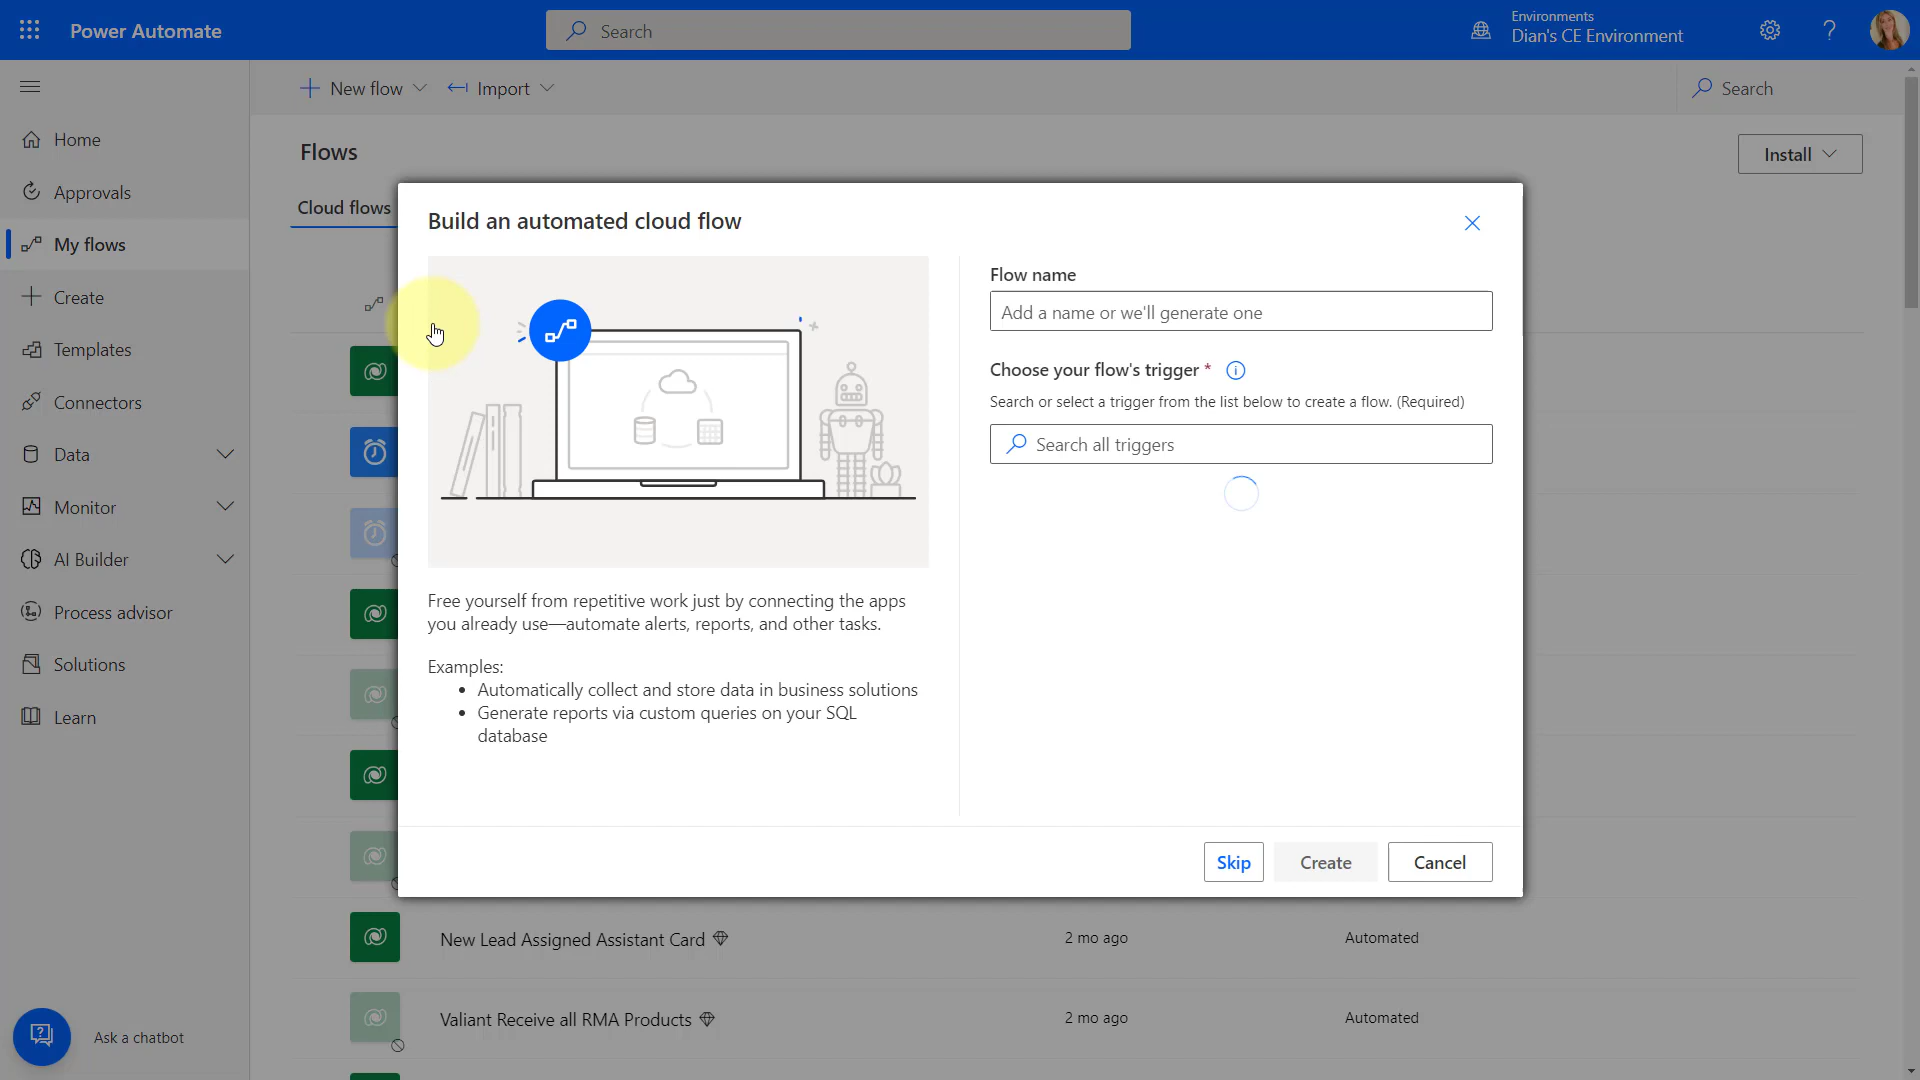 Power Automate
Search
Environments
Dian's CE Environment
New flow
Import
Search
Home
Approvals
My flows
Create
Templates
Connectors
Data
Monitor
AI Builder
Process advisor
Solutions
Learn
Ask a chatbot
Flows
Install
Cloud flows
Build an automated cloud flow
Free yourself from repetitive work just by connecting the apps
you already use—automate alerts, reports, and other tasks.
Examples:
• Automatically collect and store data in business solutions
• Generate reports via custom queries on your SQL
database
Flow name
Add a name or we'll generate one
Choose your flow's trigger *
Search or select a trigger from the list below to create a flow. (Required)
Search all triggers
Skip
Create
Cancel
New Lead Assigned Assistant Card
2 mo ago
Automated
Valiant Receive all RMA Products
2 mo ago
Automated